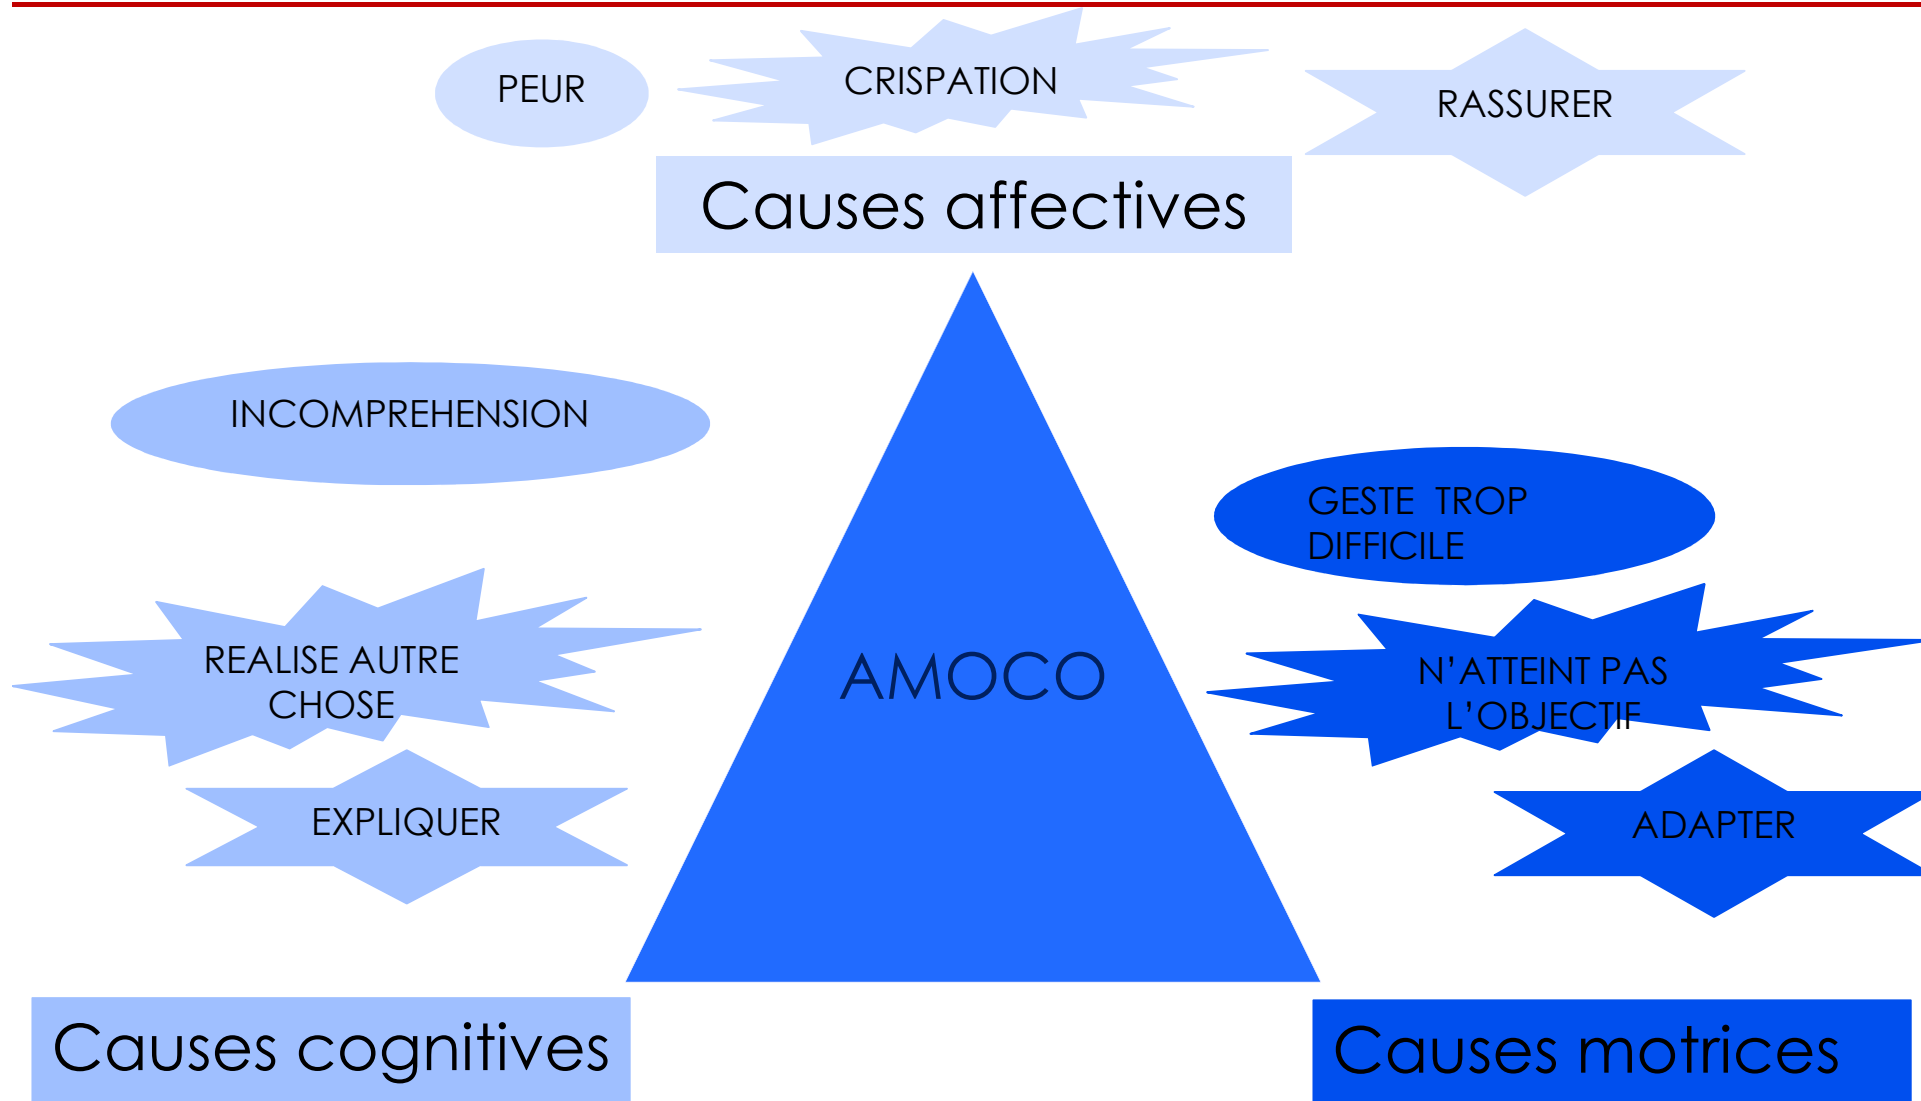 PEUR
CRISPATION
RASSURER
Causes affectives
INCOMPREHENSION
GESTE TROP
DIFFICILE
REALISE AUTRE
CHOSE
AMOCO
N’ATTEINT PAS
L’OBJECTIF
EXPLIQUER
ADAPTER
Causes cognitives
Causes motrices